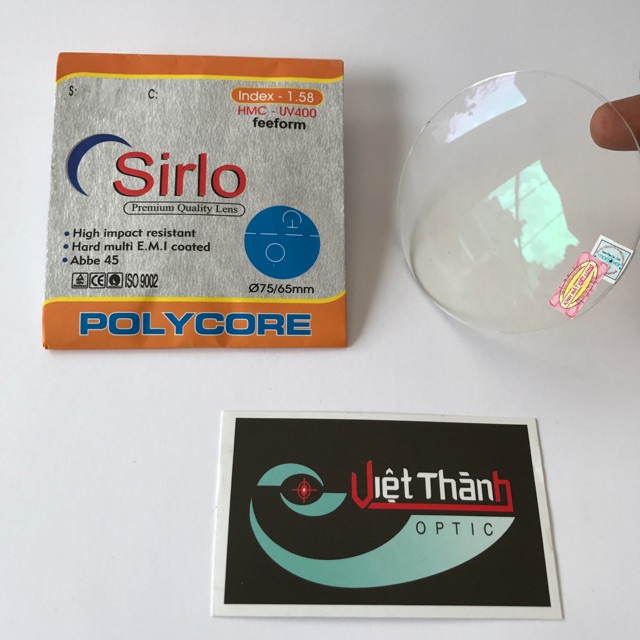 S: C:
Index - 1.58
HMC - UV400
feeform
Sirlo
Premium Quality Lens
• High impact resistant
• Hard multi E.M.I coated
• Abbe 45
CE ISO 9002
Ø75/65mm
POLYCORE
Việt Thành
OPTIC